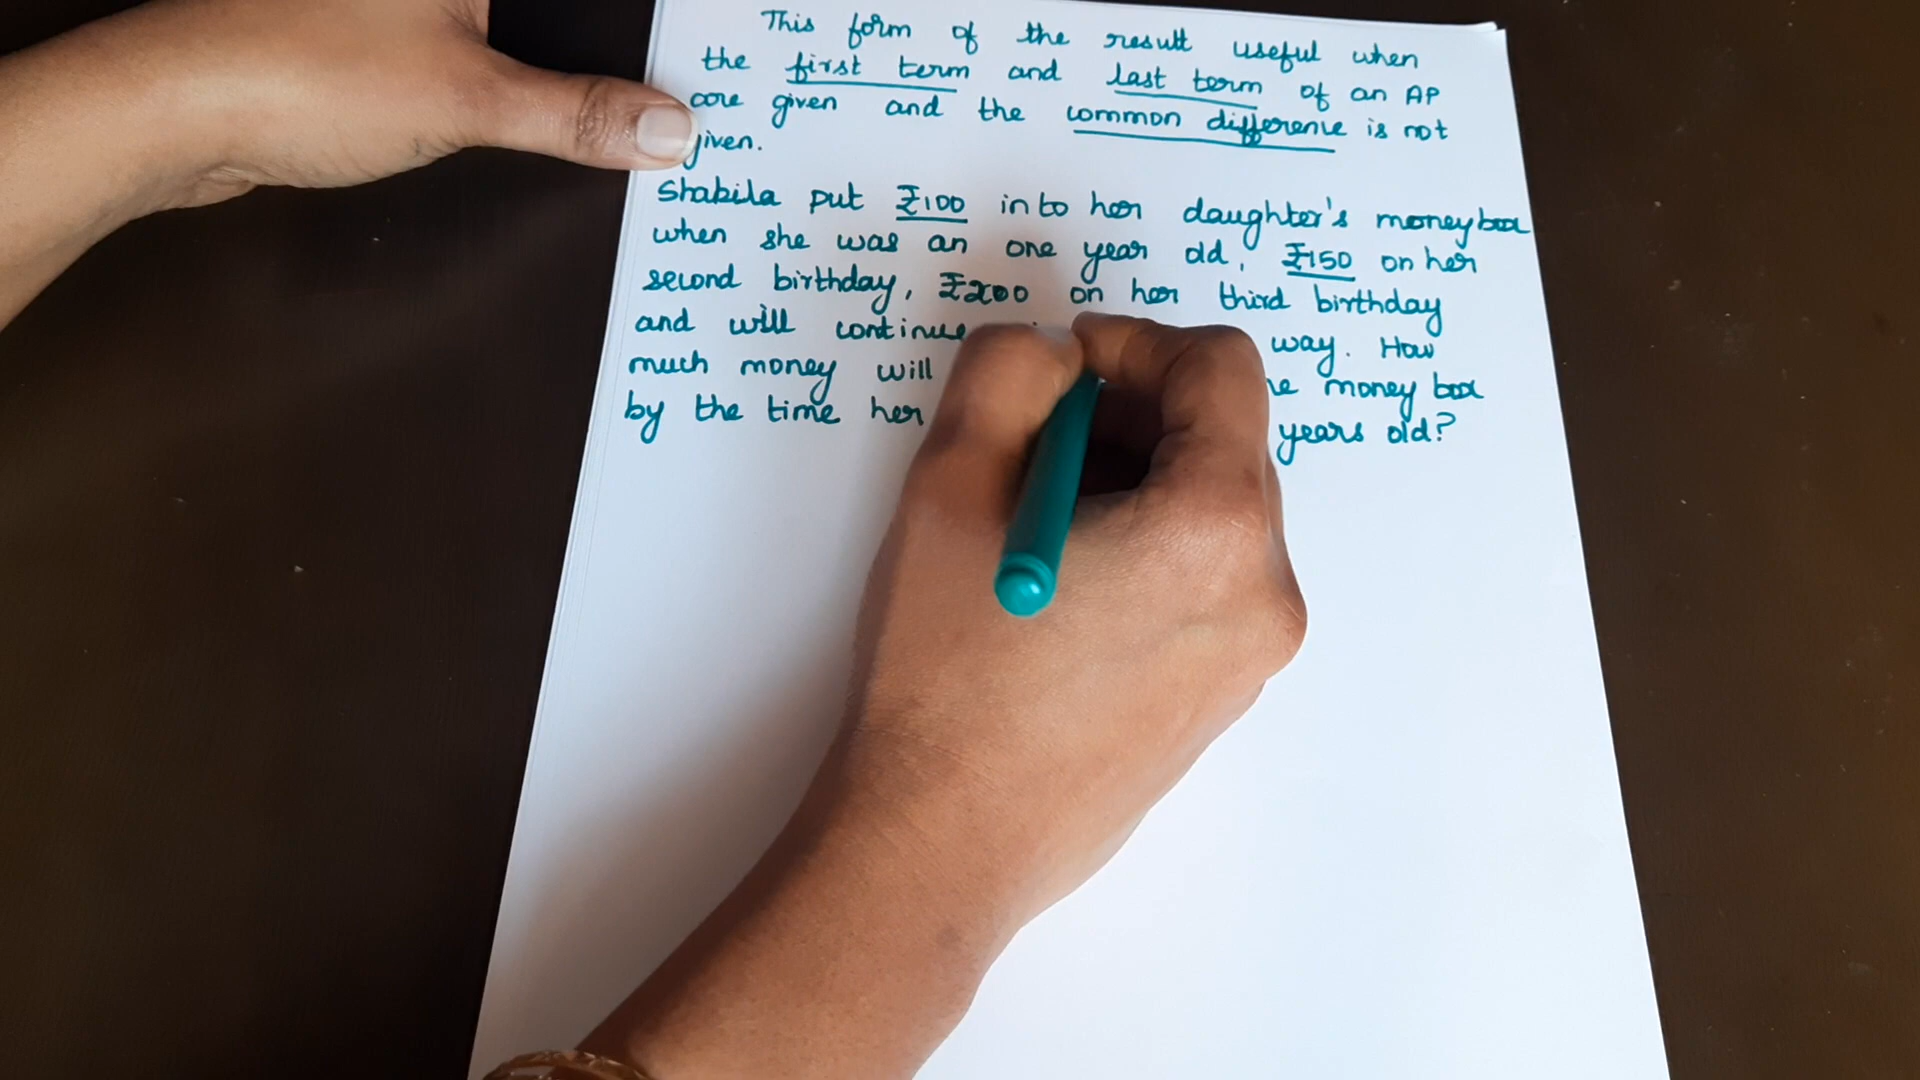 This form of the result useful when
the first term and last term of an AP
are given and the common difference is not
given.
Shabila put ₹100 into her daughter's moneybox
when she was an one year old, ₹150 on her
second birthday, ₹200 on her third birthday
and will continue way. How
much money will money box
by the time her years old?